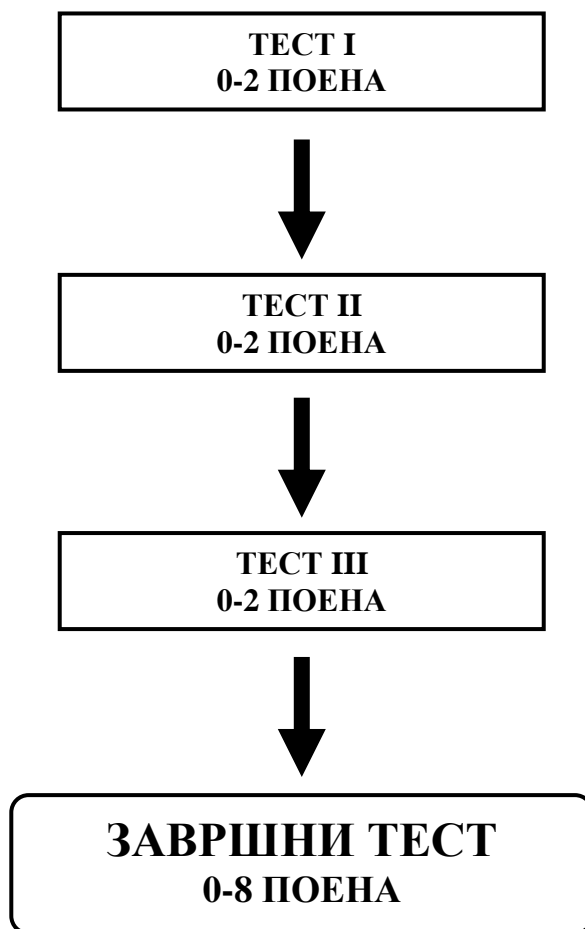 ТЕСТ I
0-2 ПОЕНА
ТЕСТ II
0-2 ПОЕНА
ТЕСТ III
0-2 ПОЕНА
ЗАВРШНИ ТЕСТ
0-8 ПОЕНА